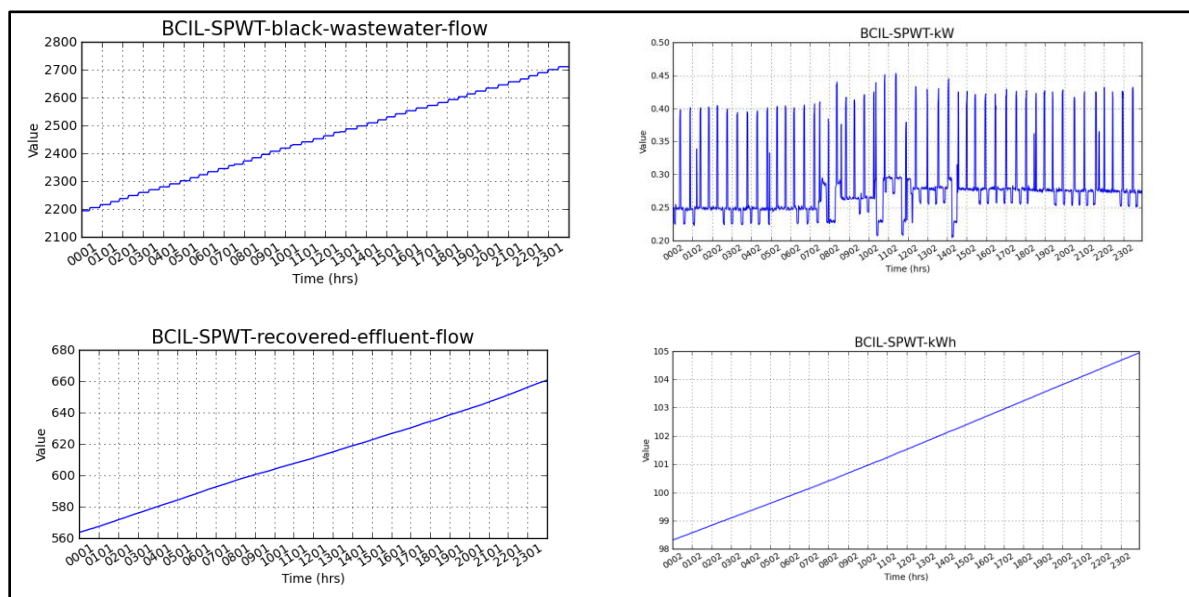 BCIL-SPWT-black-wastewater-flow
2800
2700
2600
2500
2400
2300
2200
2100
Value
0001 0101 0201 0301 0401 0501 0601 0701 0801 0901 1001 1101 1201 1301 1401 1501 1601 1701 1801 1901 2001 2101 2201 2301
Time (hrs)
BCIL-SPWT-kW
0.50
0.45
0.40
0.35
0.30
0.25
0.20
Value
0002 0102 0202 0302 0402 0502 0602 0702 0802 0902 1002 1102 1202 1302 1402 1502 1602 1702 1802 1902 2002 2102 2202 2302
Time (hrs)
BCIL-SPWT-recovered-effluent-flow
680
660
640
620
600
580
560
Value
0001 0101 0201 0301 0401 0501 0601 0701 0801 0901 1001 1101 1201 1301 1401 1501 1601 1701 1801 1901 2001 2101 2201 2301
Time (hrs)
BCIL-SPWT-kWh
105
104
103
102
101
100
99
98
Value
0002 0102 0202 0302 0402 0502 0602 0702 0802 0902 1002 1102 1202 1302 1402 1502 1602 1702 1802 1902 2002 2102 2202 2302
Time (hrs)